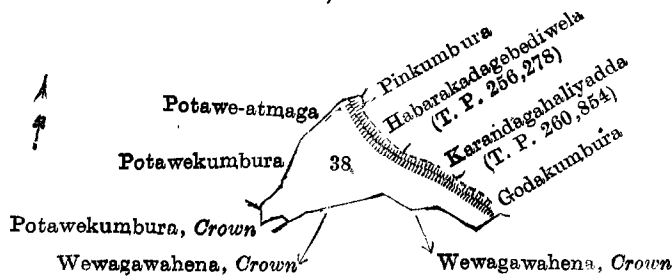 Pinkumbura
Habarakadagebediwela
(T. P. 256,278)
Karandagahaliyadda
(T. P. 260,854)
Godakumbura
Potawe-atmaga
Potawekumbura
38
Potawekumbura, Crown
Wewagawahena, Crown
Wewagawahena, Crown